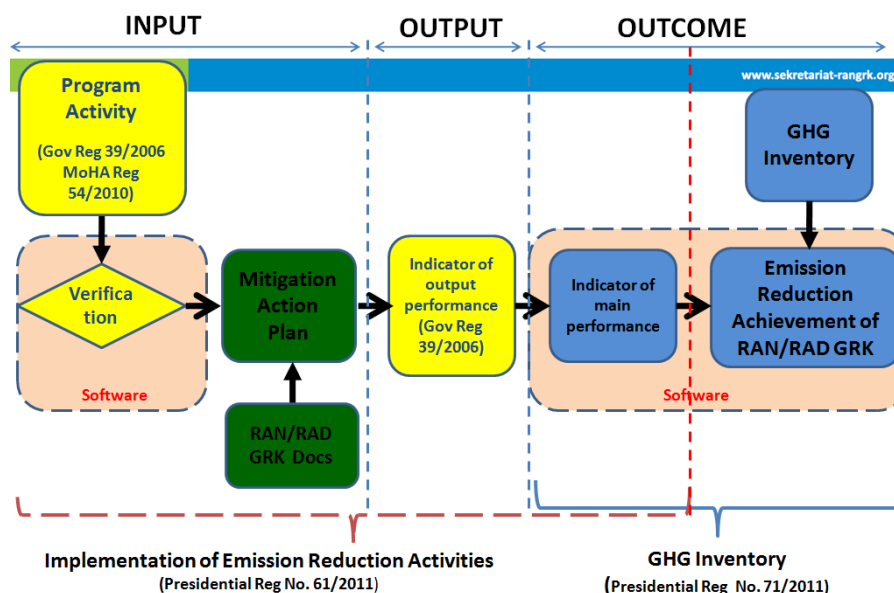 INPUT
OUTPUT
OUTCOME
www.sekretariat-rangrk.org
Program
Activity
(Gov Reg 39/2006
MoHA Reg
54/2010)
GHG
Inventory
Verifica
tion
Mitigation
Action
Plan
Indicator of
output
performance
(Gov Reg
39/2006)
Indicator of
main
performance
Emission
Reduction
Achievement of
RAN/RAD GRK
Software
Software
RAN/RAD
GRK Docs
Implementation of Emission Reduction Activities
(Presidential Reg No. 61/2011)
GHG Inventory
(Presidential Reg No. 71/2011)